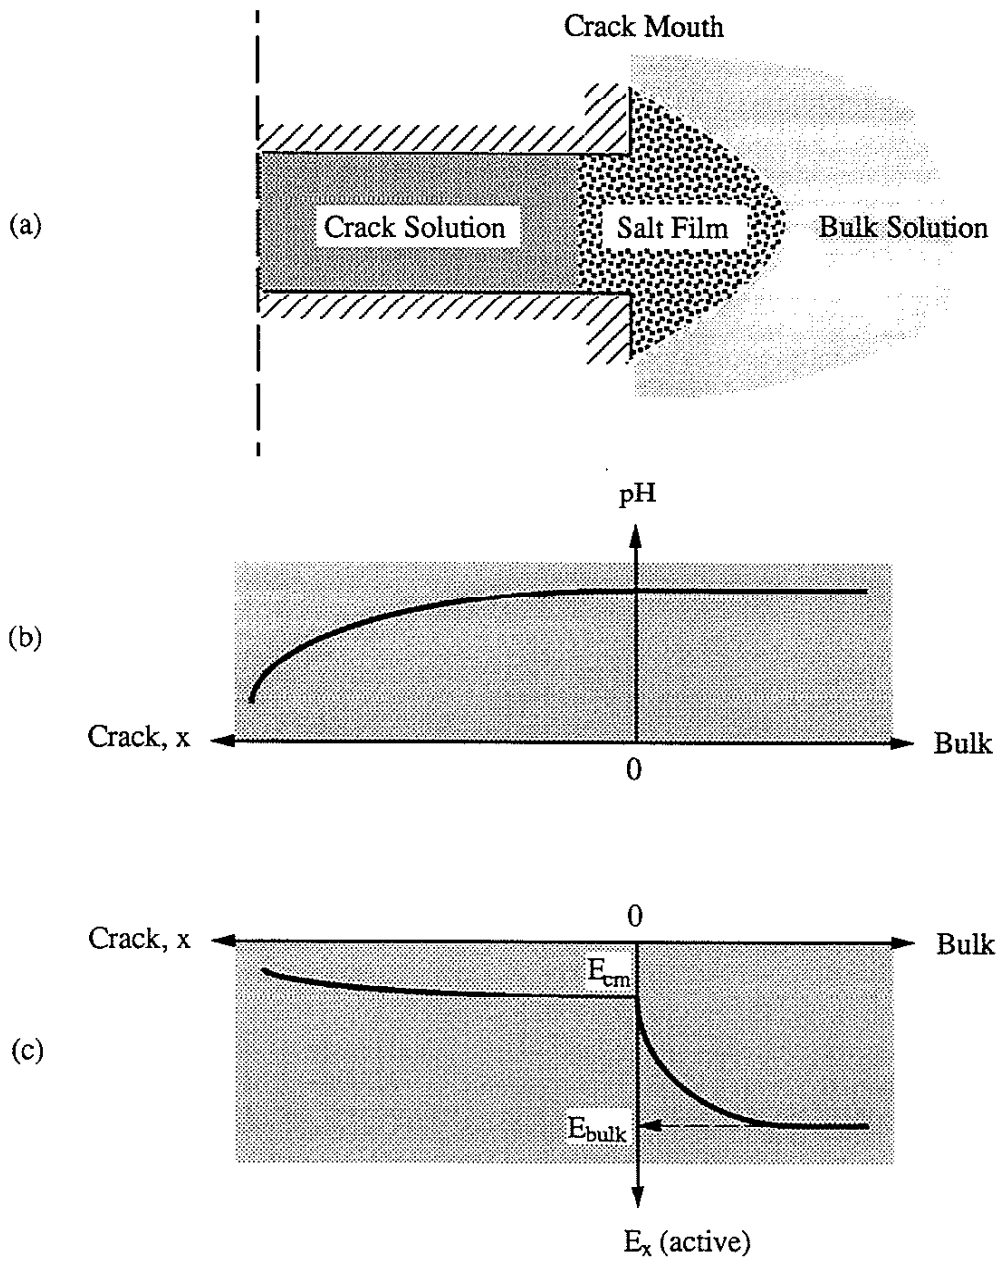 Crack Mouth
(a)
Crack Solution
Salt Film
Bulk Solution
pH
(b)
Crack, x
Bulk
0
0
Crack, x
Bulk
E_cm
(c)
E_bulk
E_x (active)